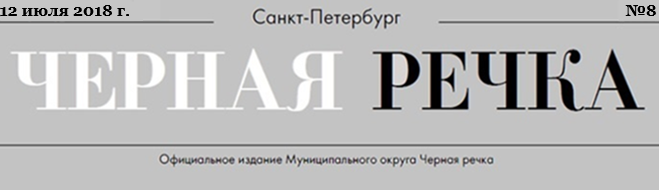 12 июля 2018 г. Санкт-Петербург №8
ЧЕРНАЯ РЕЧКА
Официальное издание Муниципального округа Черная речка